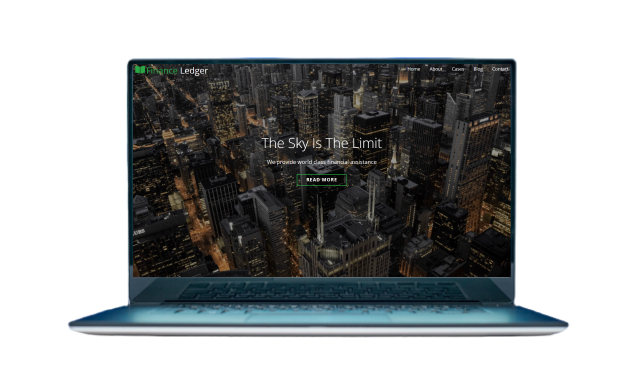 Finance Ledger
Home About Cases Blog Contact
The Sky Is The Limit
We provide world class financial assistance
READ MORE